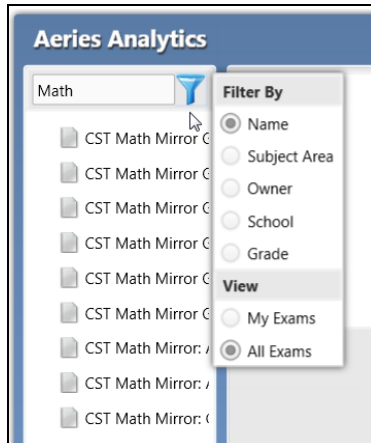 Aeries Analytics
Math
Filter By
Name
Subject Area
Owner
School
Grade
View
My Exams
All Exams
CST Math Mirror G
CST Math Mirror G
CST Math Mirror G
CST Math Mirror G
CST Math Mirror G
CST Math Mirror G
CST Math Mirror:
CST Math Mirror:
CST Math Mirror: